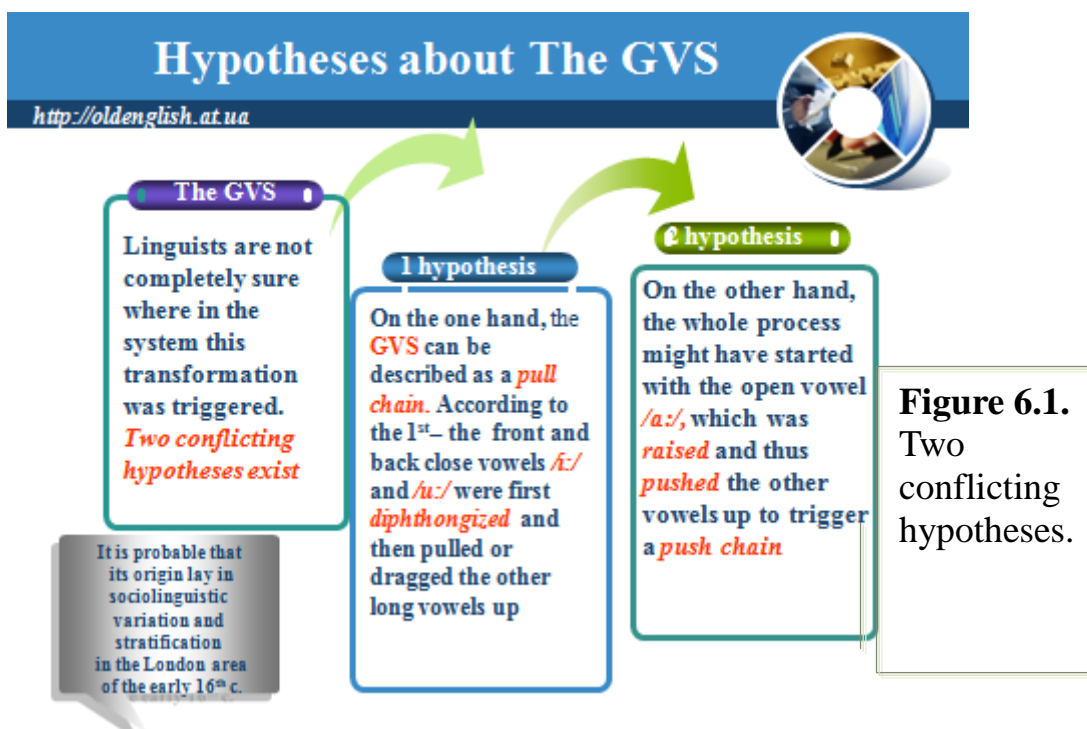 Hypotheses about The GVS
http://oldenglish.at.ua
The GVS
Linguists are not
completely sure
where in the
system this
transformation
was triggered.
Two conflicting
hypotheses exist
It is probable that
its origin lay in
sociolinguistic
variation and
stratification
in the London area
of the early 16th c.
1 hypothesis
On the one hand, the
GVS can be
described as a pull
chain. According to
the 1st– the front and
back close vowels /i:/
and /u:/ were first
diphthongized and
then pulled or
dragged the other
long vowels up
2 hypothesis
On the other hand,
the whole process
might have started
with the open vowel
/a:/, which was
raised and thus
pushed the other
vowels up to trigger
a push chain
Figure 6.1.
Two
conflicting
hypotheses.